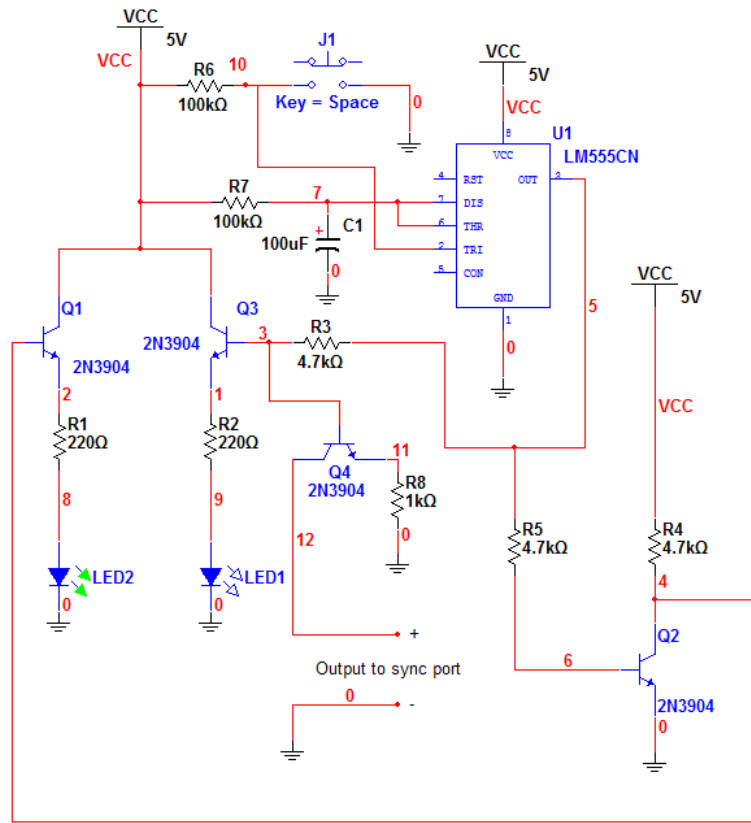 VCC
5V
VCC
R6
100kΩ
10
J1
Key = Space
0
VCC
5V
VCC
8
U1
LM555CN
VCC
4
RST
OUT
3
7
DIS
6
THR
2
TRI
5
CON
GND
1
0
R7
100kΩ
7
+
C1
100uF
0
Q1
2N3904
Q3
2N3904
3
R3
4.7kΩ
5
VCC
5V
VCC
2
R1
220Ω
8
LED2
0
1
R2
220Ω
9
LED1
0
Q4
2N3904
11
R8
1kΩ
0
12
+
Output to sync port
0
-
R5
4.7kΩ
6
R4
4.7kΩ
4
Q2
2N3904
0